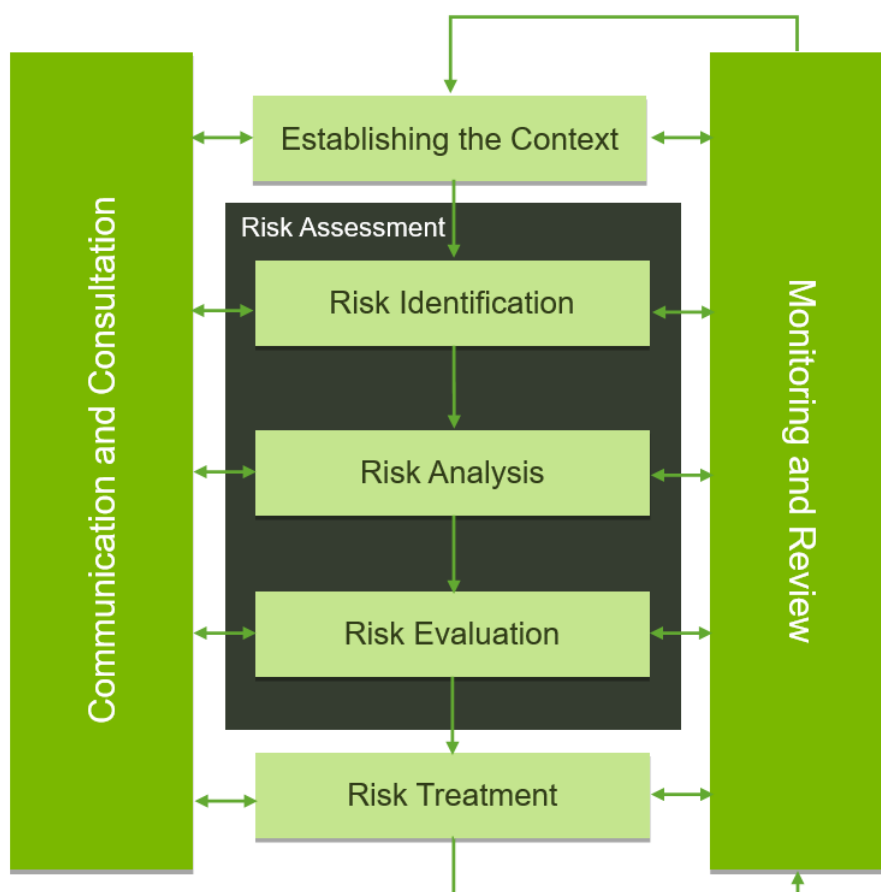 Communication and Consultation
Establishing the Context
Risk Assessment
Risk Identification
Risk Analysis
Risk Evaluation
Risk Treatment
Monitoring and Review